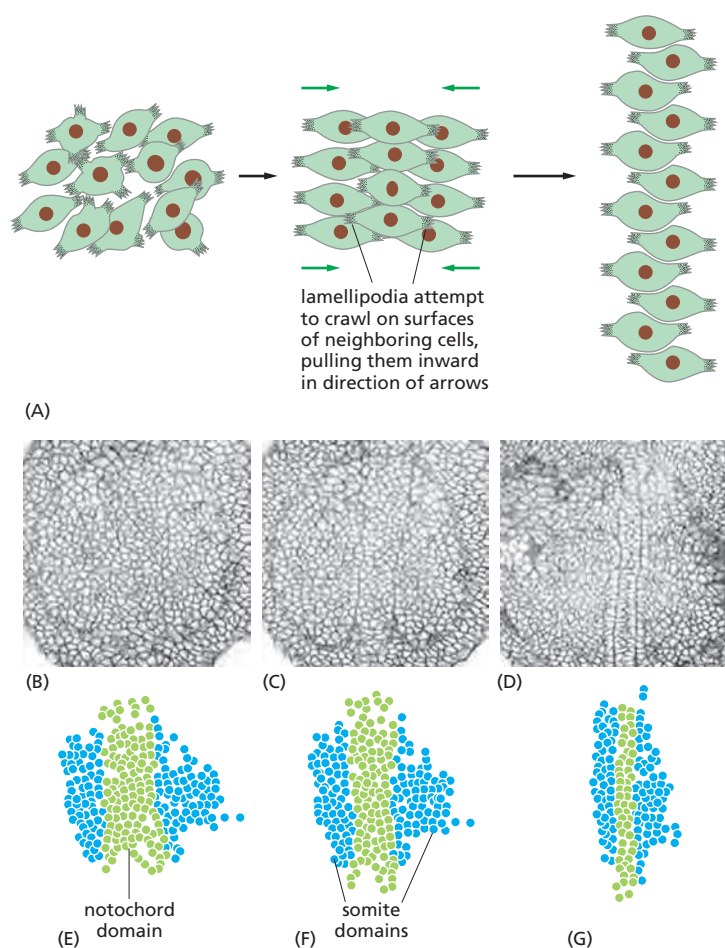 lamellipodia attempt
to crawl on surfaces
of neighboring cells,
pulling them inward
in direction of arrows
(A)
(B)
(C)
(D)
notochord
domain
somite
domains
(E)
(F)
(G)